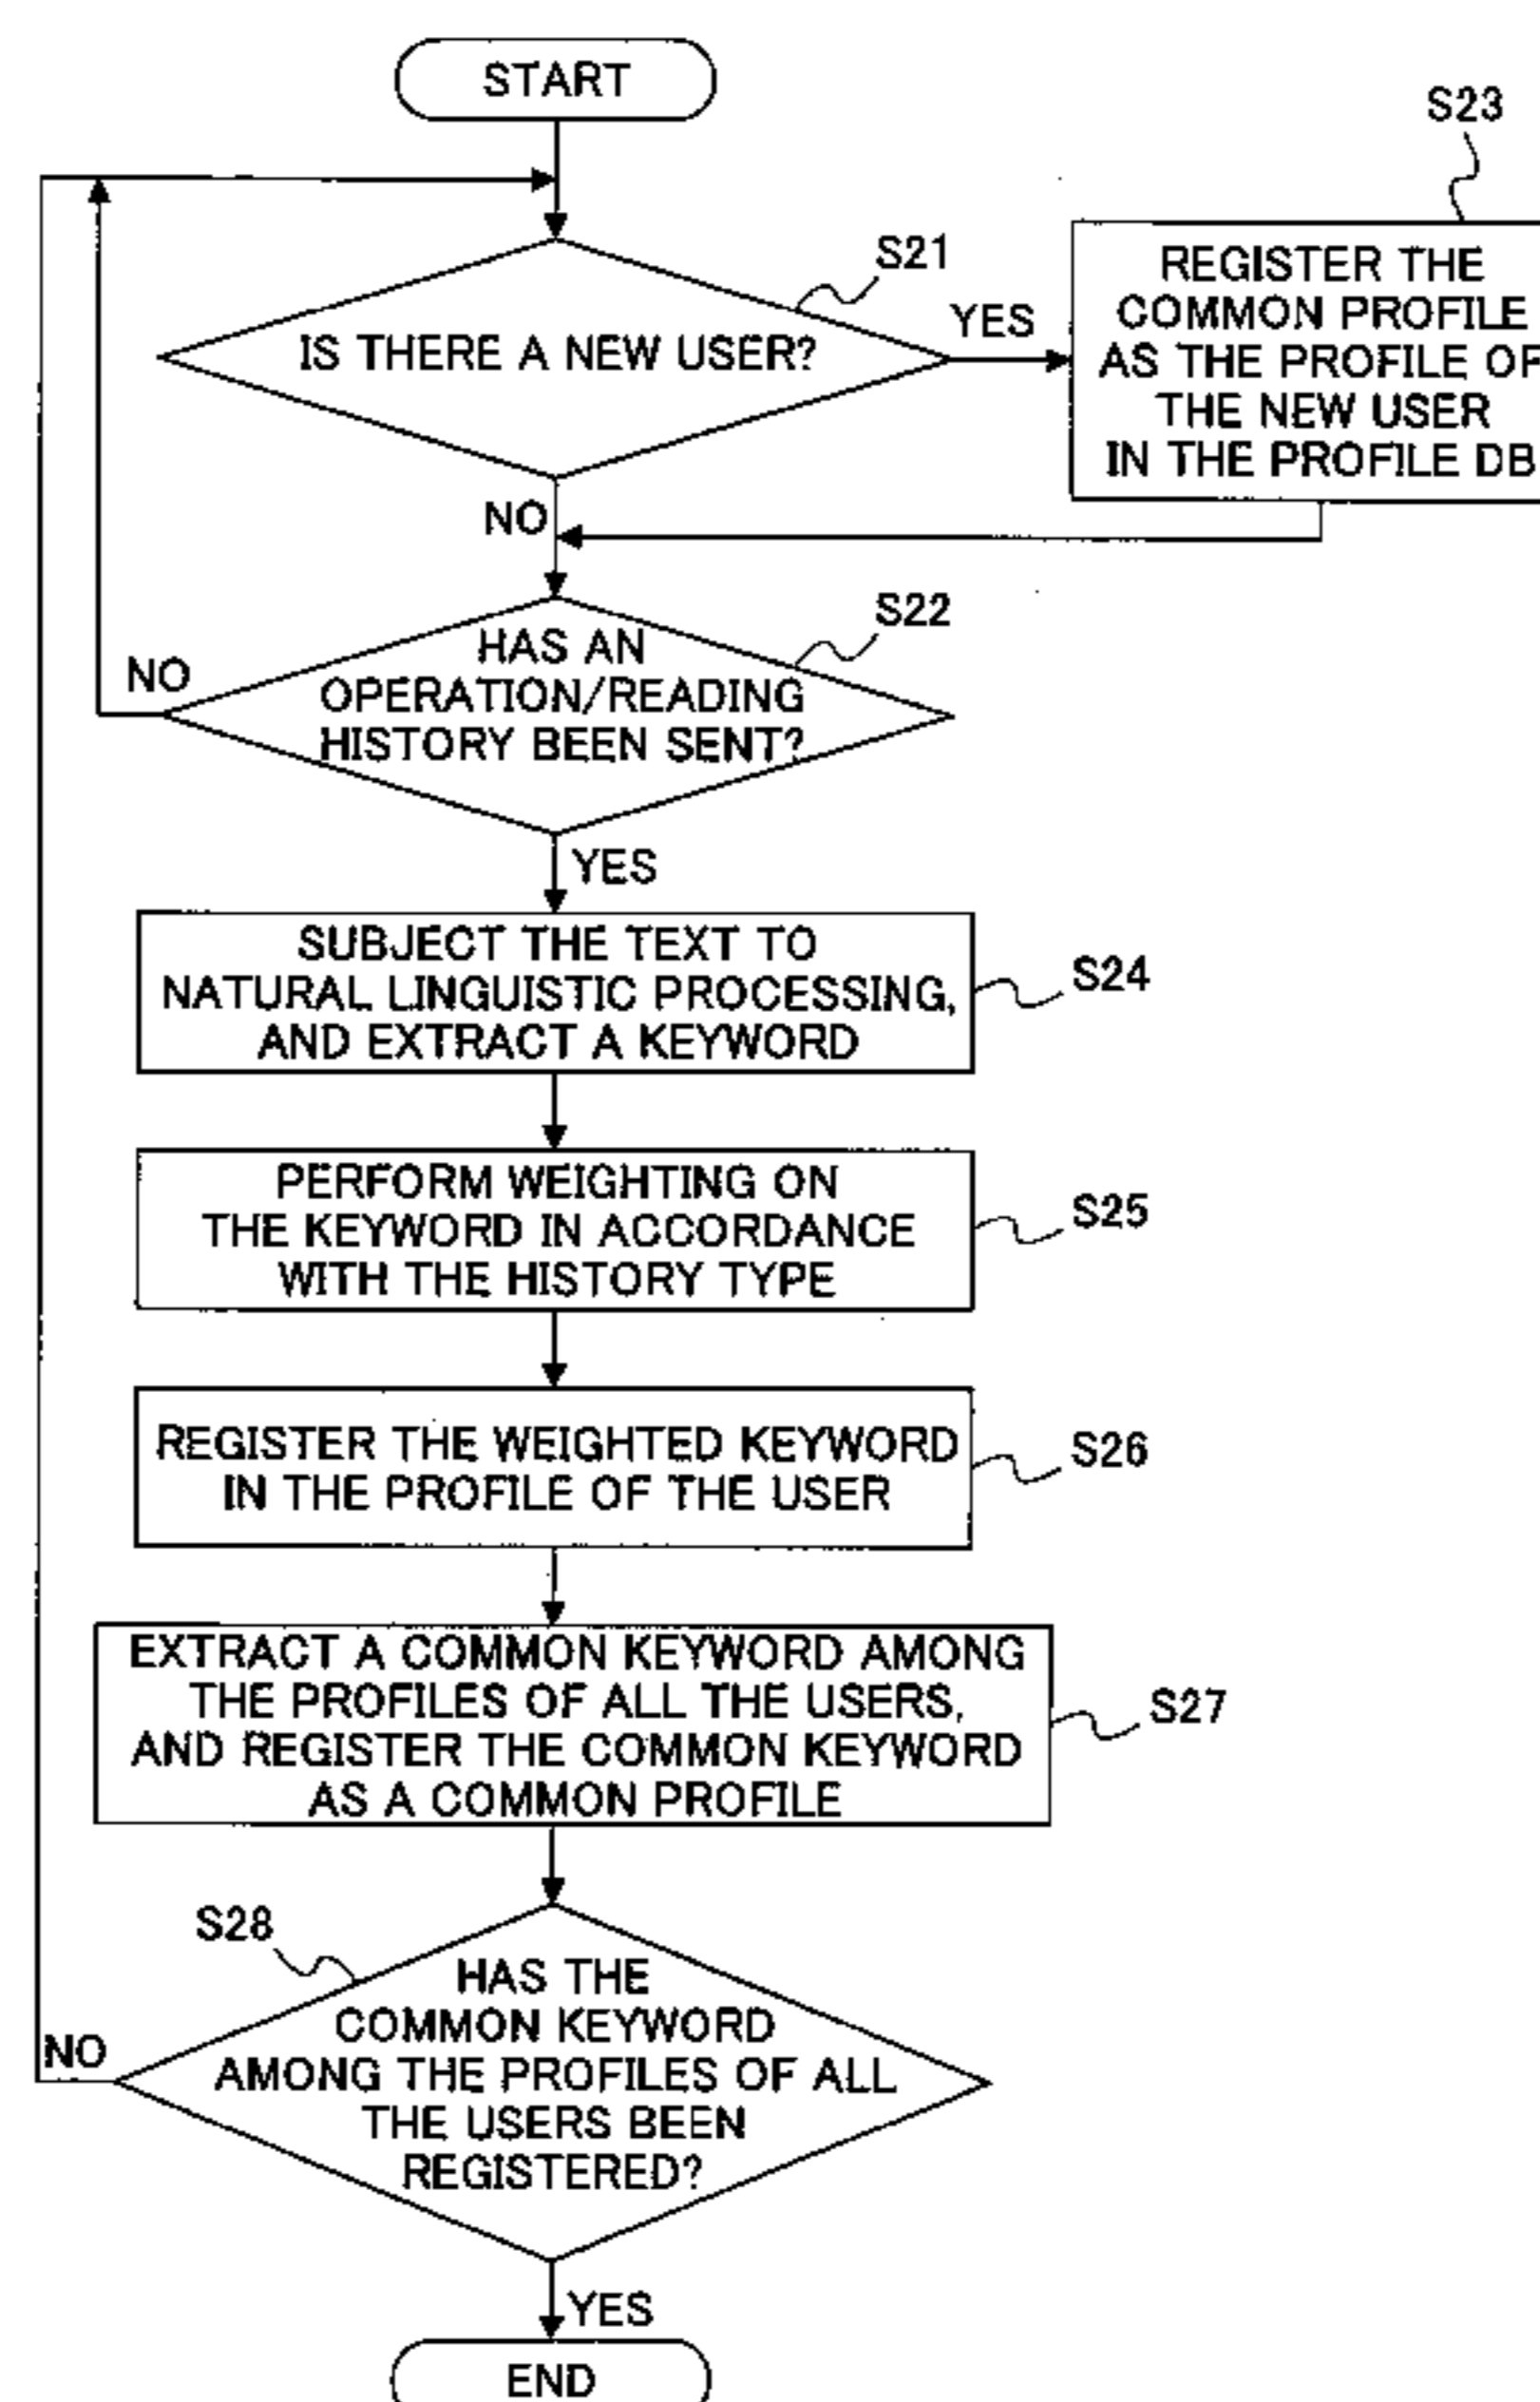 START
S23
S21
REGISTER THE
COMMON PROFILE
AS THE PROFILE OF
THE NEW USER
IN THE PROFILE DB
YES
IS THERE A NEW USER?
NO
S22
HAS AN
OPERATION/READING
HISTORY BEEN SENT?
NO
YES
SUBJECT THE TEXT TO
NATURAL LINGUISTIC PROCESSING,
AND EXTRACT A KEYWORD
S24
PERFORM WEIGHTING ON
THE KEYWORD IN ACCORDANCE
WITH THE HISTORY TYPE
S25
REGISTER THE WEIGHTED KEYWORD
IN THE PROFILE OF THE USER
S26
EXTRACT A COMMON KEYWORD AMONG
THE PROFILES OF ALL THE USERS,
AND REGISTER THE COMMON KEYWORD
AS A COMMON PROFILE
S27
S28
HAS THE
COMMON KEYWORD
AMONG THE PROFILES OF ALL
THE USERS BEEN
REGISTERED?
NO
YES
END